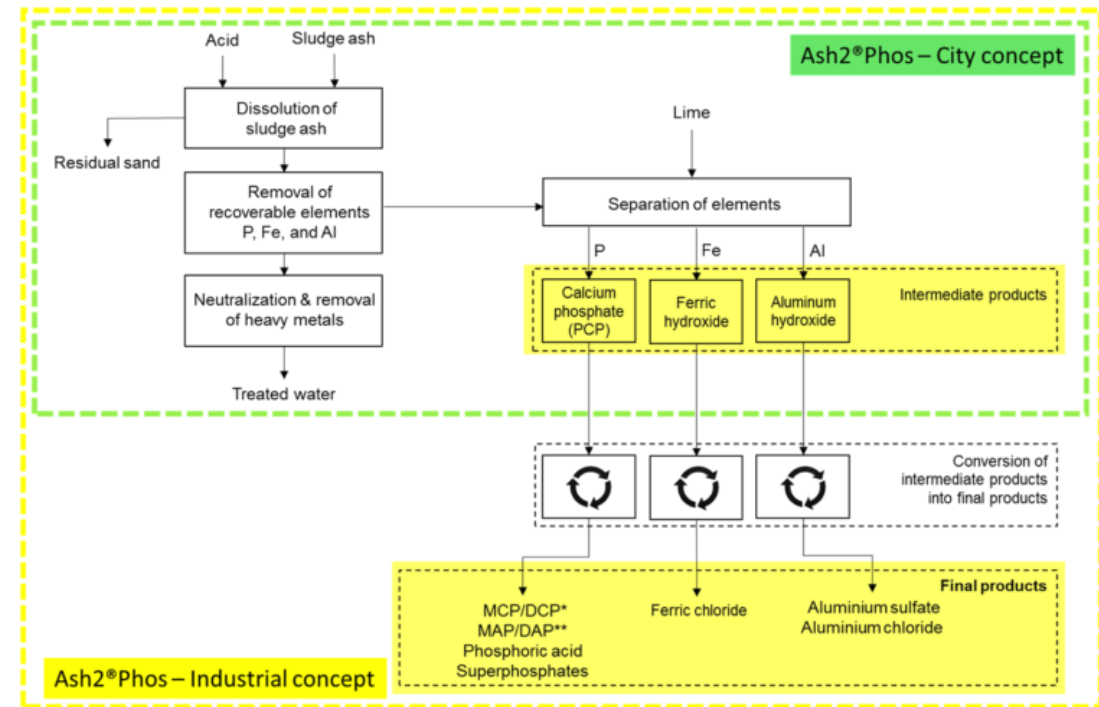 Acid
Sludge ash
Ash2®Phos – City concept
Dissolution of
sludge ash
Residual sand
Lime
Removal of
recoverable elements
P, Fe, and Al
Separation of elements
P
Fe
Al
Neutralization & removal
of heavy metals
Treated water
Calcium
phosphate
(PCP)
Ferric
hydroxide
Aluminum
hydroxide
Intermediate products
Conversion of
intermediate products
into final products
Final products
MCP/DCP*
MAP/DAP**
Phosphoric acid
Superphosphates
Ferric chloride
Aluminium sulfate
Aluminium chloride
Ash2®Phos – Industrial concept